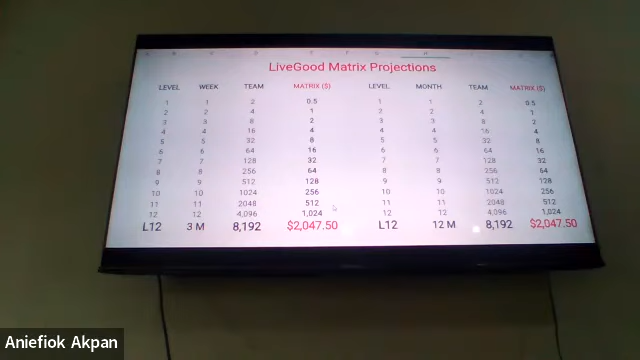 LiveGood Matrix Projections
LEVEL WEEK TEAM MATRIX ($) LEVEL MONTH TEAM MATRIX ($)
1 1 2 0.5 1 1 2 0.5
2 2 4 1 2 2 4 1
3 3 8 2 3 3 8 2
4 4 16 4 4 4 16 4
5 5 32 8 5 5 32 8
6 6 64 16 6 6 64 16
7 7 128 32 7 7 128 32
8 8 256 64 8 8 256 64
9 9 512 128 9 9 512 128
10 10 1024 256 10 10 1024 256
11 11 2048 512 11 11 2048 512
12 12 4,096 1,024 12 12 4,096 1,024
L12 3 M 8,192 $2,047.50 L12 12 M 8,192 $2,047.50
Aniefiok Akpan